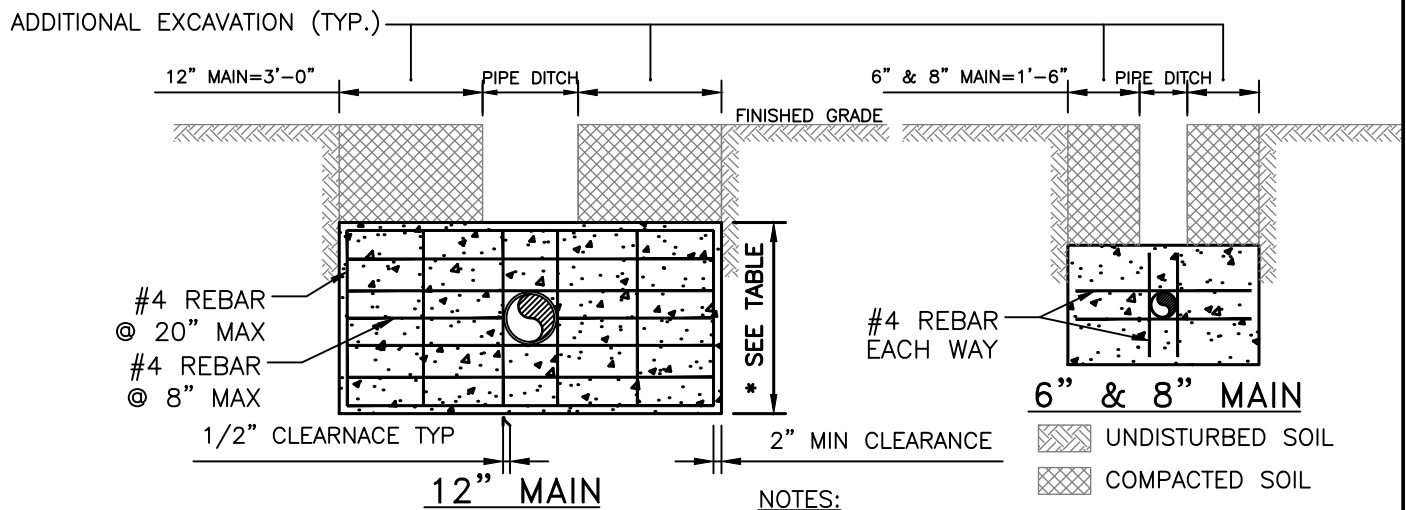 ADDITIONAL EXCAVATION (TYP.)
12" MAIN=3'-0"
PIPE DITCH
6" & 8" MAIN=1'-6"
PIPE DITCH
FINISHED GRADE
#4 REBAR
@ 20" MAX
#4 REBAR
@ 8" MAX
* SEE TABLE
#4 REBAR
EACH WAY
6" & 8" MAIN
1/2" CLEARNACE TYP
2" MIN CLEARANCE
UNDISTURBED SOIL
COMPACTED SOIL
12" MAIN
NOTES: